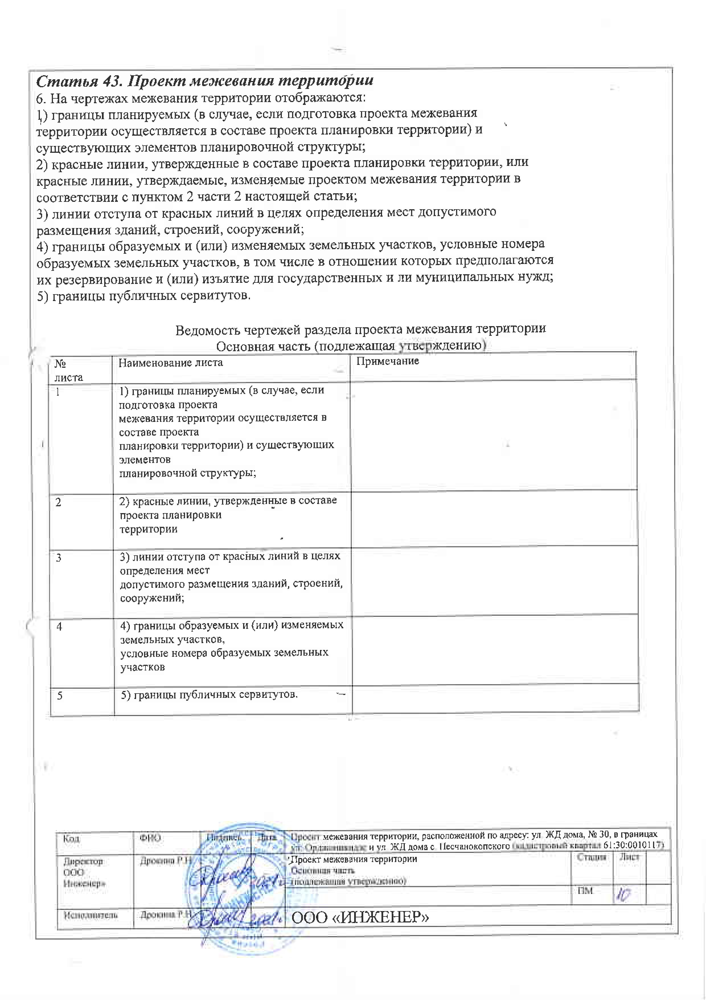 Статья 43. Проект межевания территории
6. На чертежах межевания территории отображаются:
1) границы планируемых (в случае, если подготовка проекта межевания
территории осуществляется в составе проекта планировки территории) и
существующих элементов планировочной структуры;
2) красные линии, утвержденные в составе проекта планировки территории, или
красные линии, утверждаемые, изменяемые проектом межевания территории в
соответствии с пунктом 2 части 2 настоящей статьи;
3) линии отступа от красных линий в целях определения мест допустимого
размещения зданий, строений, сооружений;
4) границы образуемых и (или) изменяемых земельных участков, условные номера
образуемых земельных участков, в том числе в отношении которых предполагаются
их резервирование и (или) изъятие для государственных и ли муниципальных нужд;
5) границы публичных сервитутов.
Ведомость чертежей раздела проекта межевания территории
Основная часть (подлежащая утверждению)
№ Наименование листа Примечание
листа
1 1) границы планируемых (в случае, если
подготовка проекта
межевания территории осуществляется в
составе проекта
планировки территории) и существующих
элементов
планировочной структуры;
2 2) красные линии, утвержденные в составе
проекта планировки
территории
3 3) линии отступа от красных линий в целях
определения мест
допустимого размещения зданий, строений,
сооружений;
4 4) границы образуемых и (или) изменяемых
земельных участков,
условные номера образуемых земельных
участков
5 5) границы публичных сервитутов.
Код ФИО Подпись Дата Проект межевания территории, расположенной по адресу: ул. ЖД дома, № 30, в границах
ул. Орджоникидзе и ул. ЖД дома с. Песчанокопского (кадастровый квартал 61:30:0010117)
Директор Дрокина Р.Н Проект межевания территории Стадия Лист
ООО Основная часть
Инженер» 2021 (подлежащая утверждению)
ПМ 10
Исполнитель Дрокина Р.Н 2021 ООО «ИНЖЕНЕР»